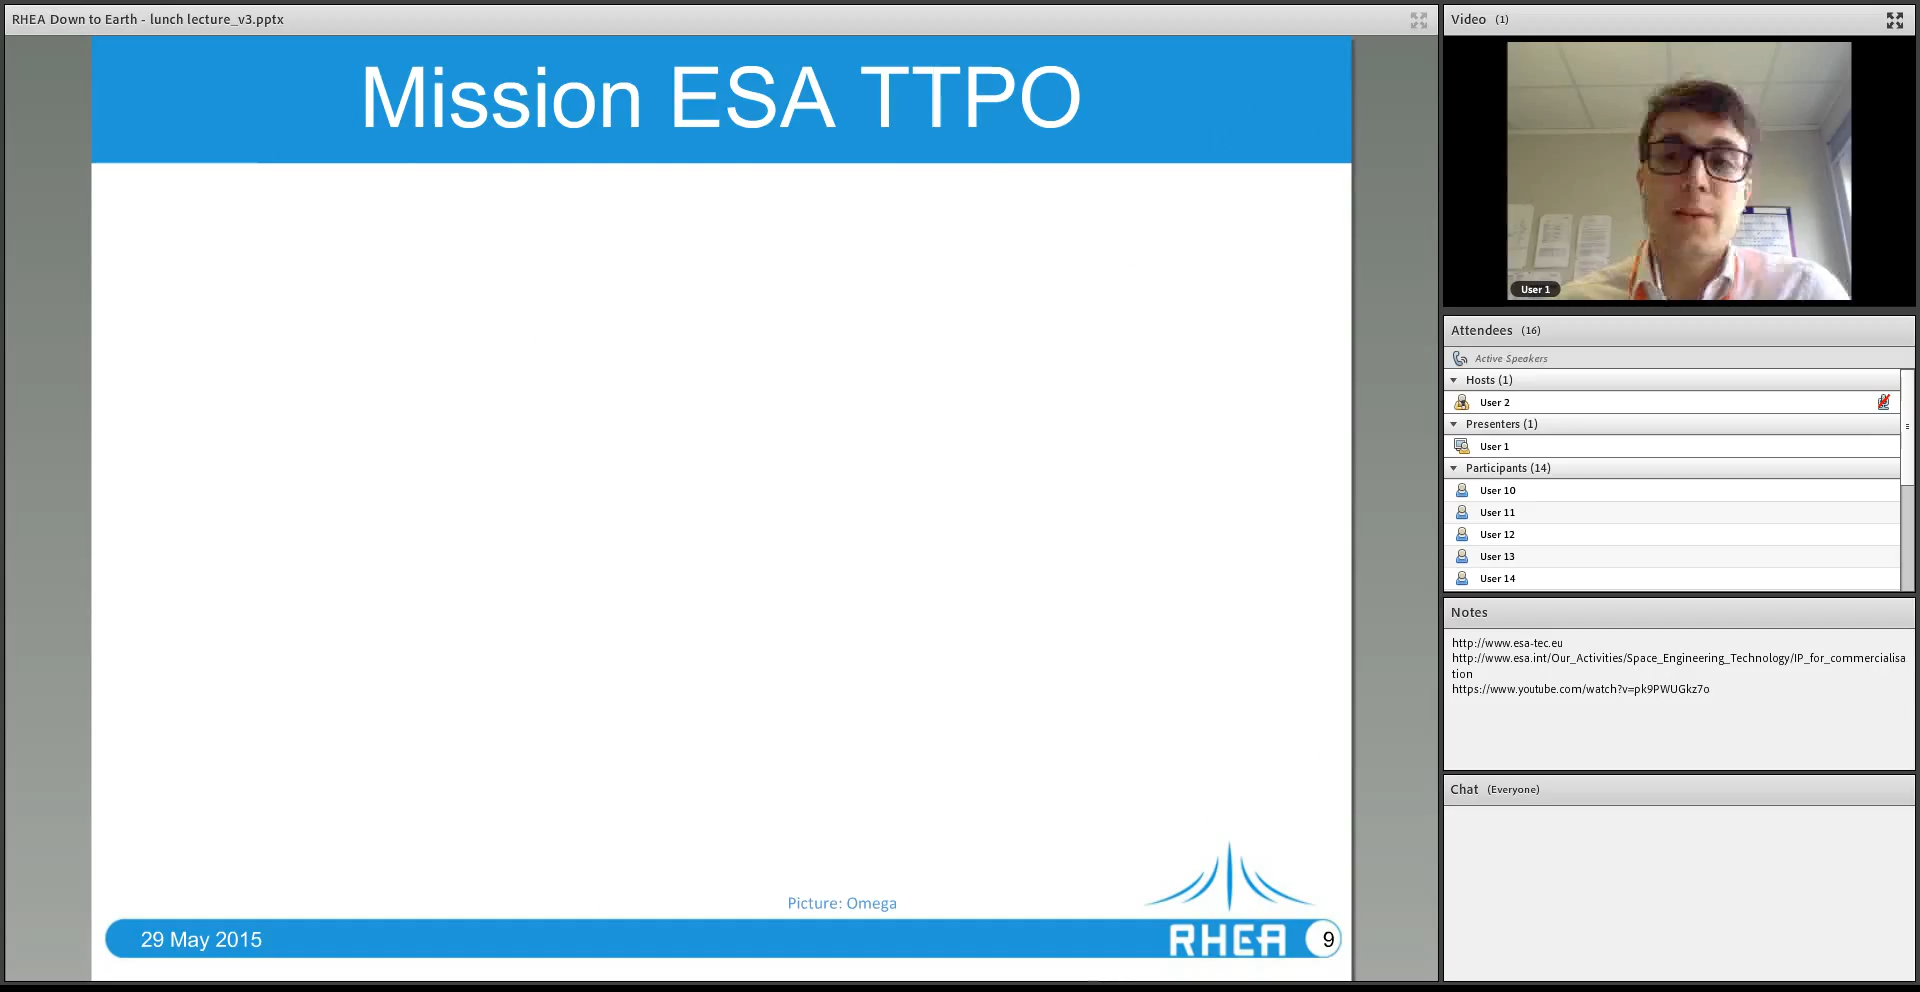 RHEA Down to Earth - lunch lecture_v3.pptx
Mission ESA TTPO
Picture: Omega
29 May 2015
RHEA
9
Video (1)
User 1
Attendees (16)
Active Speakers
Hosts (1)
User 2
Presenters (1)
User 1
Participants (14)
User 10
User 11
User 12
User 13
User 14
Notes
http://www.esa-tec.eu
http://www.esa.int/Our_Activities/Space_Engineering_Technology/IP_for_commercialisa
tion
https://www.youtube.com/watch?v=pk9PWUGkz7o
Chat (Everyone)